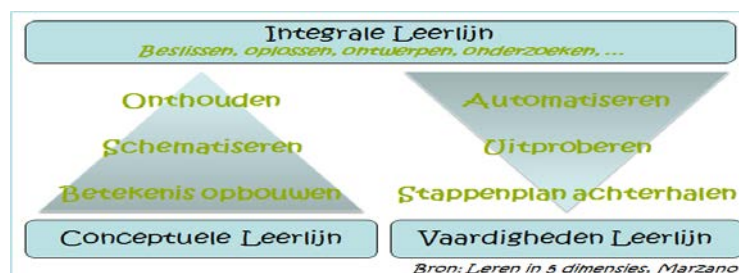 Integrale Leerlijn
Beslissen, oplossen, ontwerpen, onderzoeken, ...
Onthouden
Schematiseren
Betekenis opbouwen
Conceptuele Leerlijn
Automatiseren
Uitproberen
Stappenplan achterhalen
Vaardigheden Leerlijn
Bron: Leren in 5 dimensies, Marzano